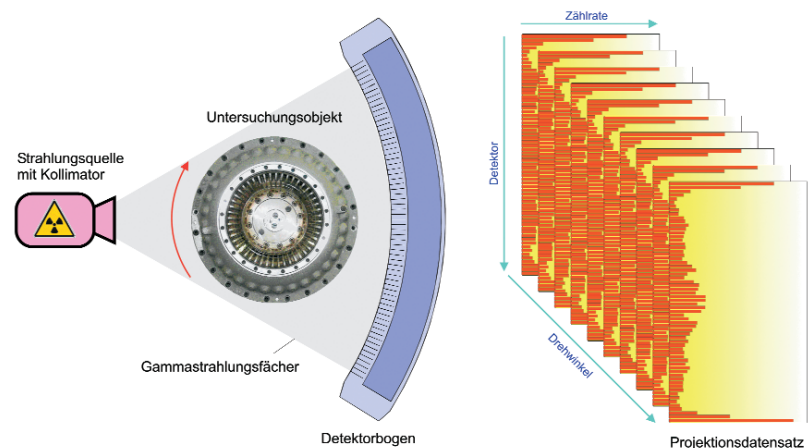 Zählrate
Untersuchungsobjekt
Strahlungsquelle
mit Kollimator
Detektor
Drehwinkel
Gammastrahlungsfächer
Detektorbogen
Projektionsdatensatz